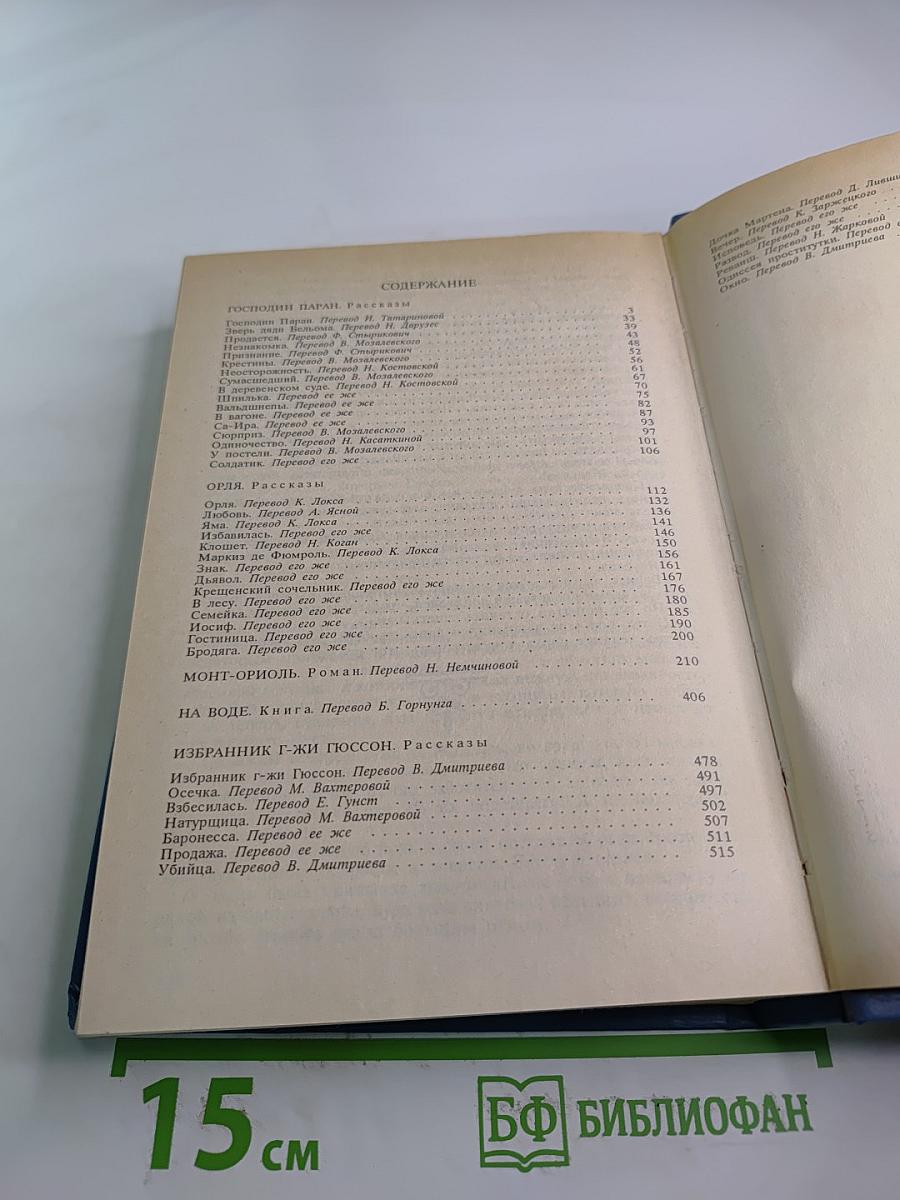 СОДЕРЖАНИЕ
ГОСПОДИН ПАРАН. Рассказы
Господин Паран. Перевод И. Татариновой 3
Зверь дяди Бельома. Перевод Н. Дарузес 33
Продается. Перевод Ф. Стырикович 39
Незнакомка. Перевод В. Мозалевского 43
Признание. Перевод Ф. Стырикович 48
Крестины. Перевод В. Мозалевского 52
Неосторожность. Перевод Н. Костовской 56
Сумасшедший. Перевод В. Мозалевского 61
В деревенском суде. Перевод Н. Костовской 67
Шпилька. Перевод ее же 70
Вальдшнепы. Перевод ее же 75
В вагоне. Перевод ее же 82
Са-Ира. Перевод ее же 87
Сюрприз. Перевод В. Мозалевского 93
Одиночество. Перевод Н. Касаткиной 97
У постели. Перевод В. Мозалевского 101
Солдатик. Перевод его же 106
ОРЛЯ. Рассказы
Орля. Перевод К. Локса 112
Любовь. Перевод А. Ясной 132
Яма. Перевод К. Локса 136
Избавилась. Перевод его же 141
Клошет. Перевод Н. Коган 146
Маркиз де Фюмроль. Перевод К. Локса 150
Знак. Перевод его же 156
Дьявол. Перевод его же 161
Крещенский сочельник. Перевод его же 167
В лесу. Перевод его же 176
Семейка. Перевод его же 180
Иосиф. Перевод его же 185
Гостиница. Перевод его же 190
Бродяга. Перевод его же 200
МОНТ-ОРИОЛЬ. Роман. Перевод Н. Немчиновой 210
НА ВОДЕ. Книга. Перевод Б. Горнунга 406
ИЗБРАННИК Г-ЖИ ГЮССОН. Рассказы
Избранник г-жи Гюссон. Перевод В. Дмитриева 478
Осечка. Перевод М. Вахтеровой 491
Взбесилась. Перевод Е. Гунст 497
Натурщица. Перевод М. Вахтеровой 502
Баронесса. Перевод ее же 507
Продажа. Перевод ее же 511
Убийца. Перевод В. Дмитриева 515
Дочка Мартена. Перевод Д.
Вечер. Перевод К. Заржецкого
Исповедь. Перевод его же
Развод. Перевод его же
Реванш. Перевод Н. Жарковой
Одиссея проститутки. Перевод
Окно. Перевод В. Дмитриева
15 см
БФ БИБЛИОФАН